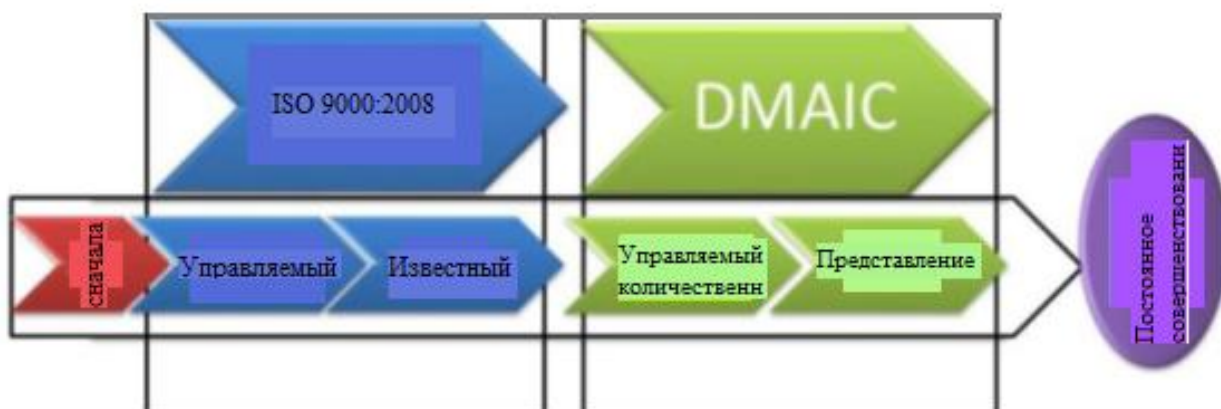 ISO 9000:2008
DMAIC
сначала
Управляемый
Известный
Управляемый
количественн
Представление
Постоянное
совершенствовани